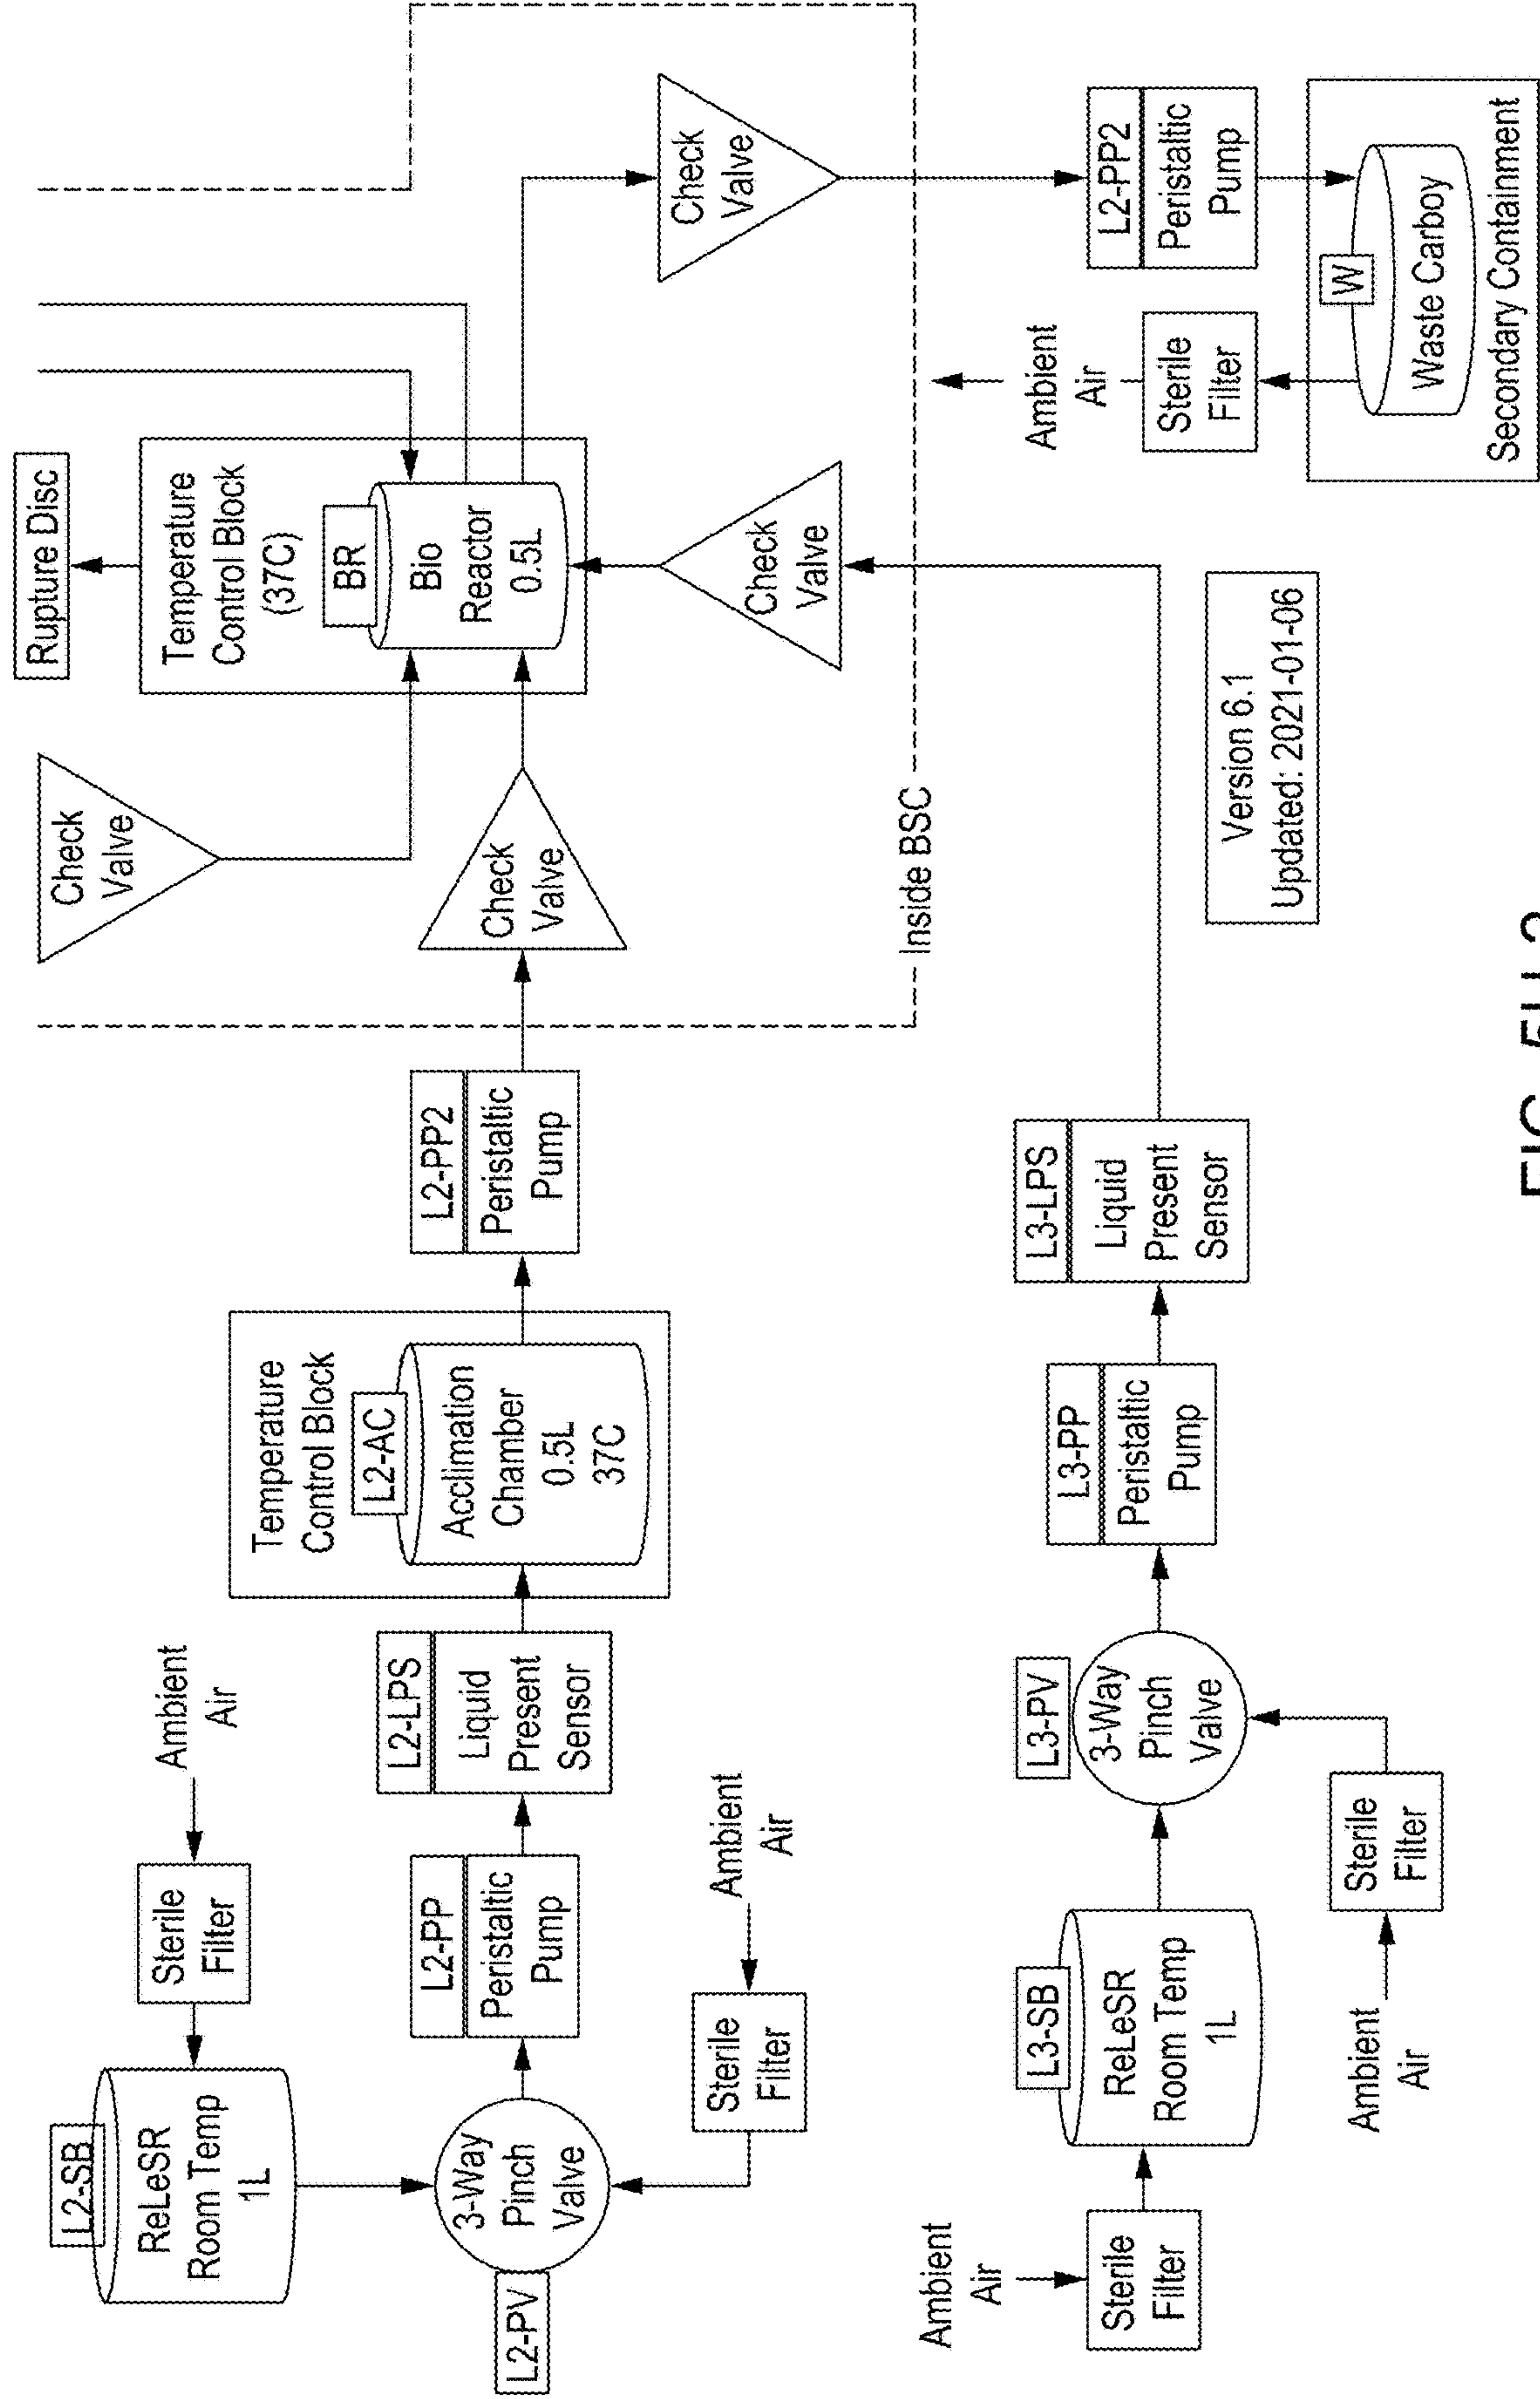 L2-SB
ReLeSR
Room Temp
1L
Sterile
Filter
Ambient
Air
L2-PV
3-Way
Pinch
Valve
L2-PP
Peristaltic
Pump
L2-LPS
Liquid
Present
Sensor
Temperature
Control Block
L2-AC
Acclimation
Chamber
0.5L
37C
L2-PP2
Peristaltic
Pump
Sterile
Filter
Ambient
Air
Check
Valve
Check
Valve
Rupture Disc
Temperature
Control Block
(37C)
BR
Bio
Reactor
0.5L
Check
Valve
Check
Valve
Inside BSC
Ambient
Air
Sterile
Filter
L3-SB
ReLeSR
Room Temp
1L
L3-PV
3-Way
Pinch
Valve
Ambient
Air
Sterile
Filter
L3-PP
Peristaltic
Pump
L3-LPS
Liquid
Present
Sensor
Version 6.1
Updated: 2021-01-06
Ambient
Air
Sterile
Filter
L2-PP2
Peristaltic
Pump
W
Waste Carboy
Secondary Containment